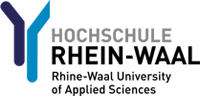 HOCHSCHULE
RHEIN-WAAL
Rhine-Waal University
of Applied Sciences